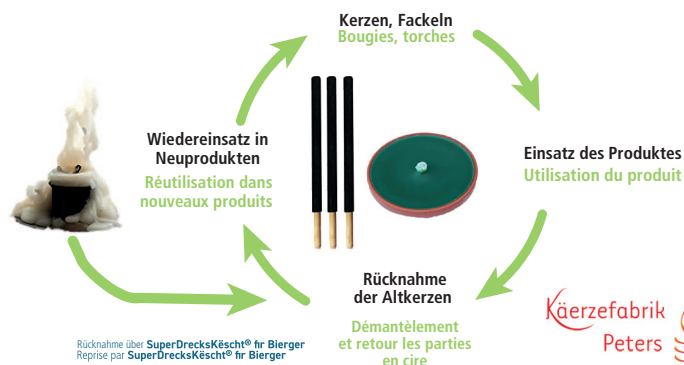 Kerzen, Fackeln
Bougies, torches
Wiedereinsatz in
Neuprodukten
Réutilisation dans
nouveaux produits
Einsatz des Produktes
Utilisation du produit
Rücknahme
der Altkerzen
Démantèlement
et retour les parties
en cire
Käerzefabrik
Peters
Rücknahme über SuperDrecksKëscht® fir Bierger
Reprise par SuperDrecksKëscht® fir Bierger